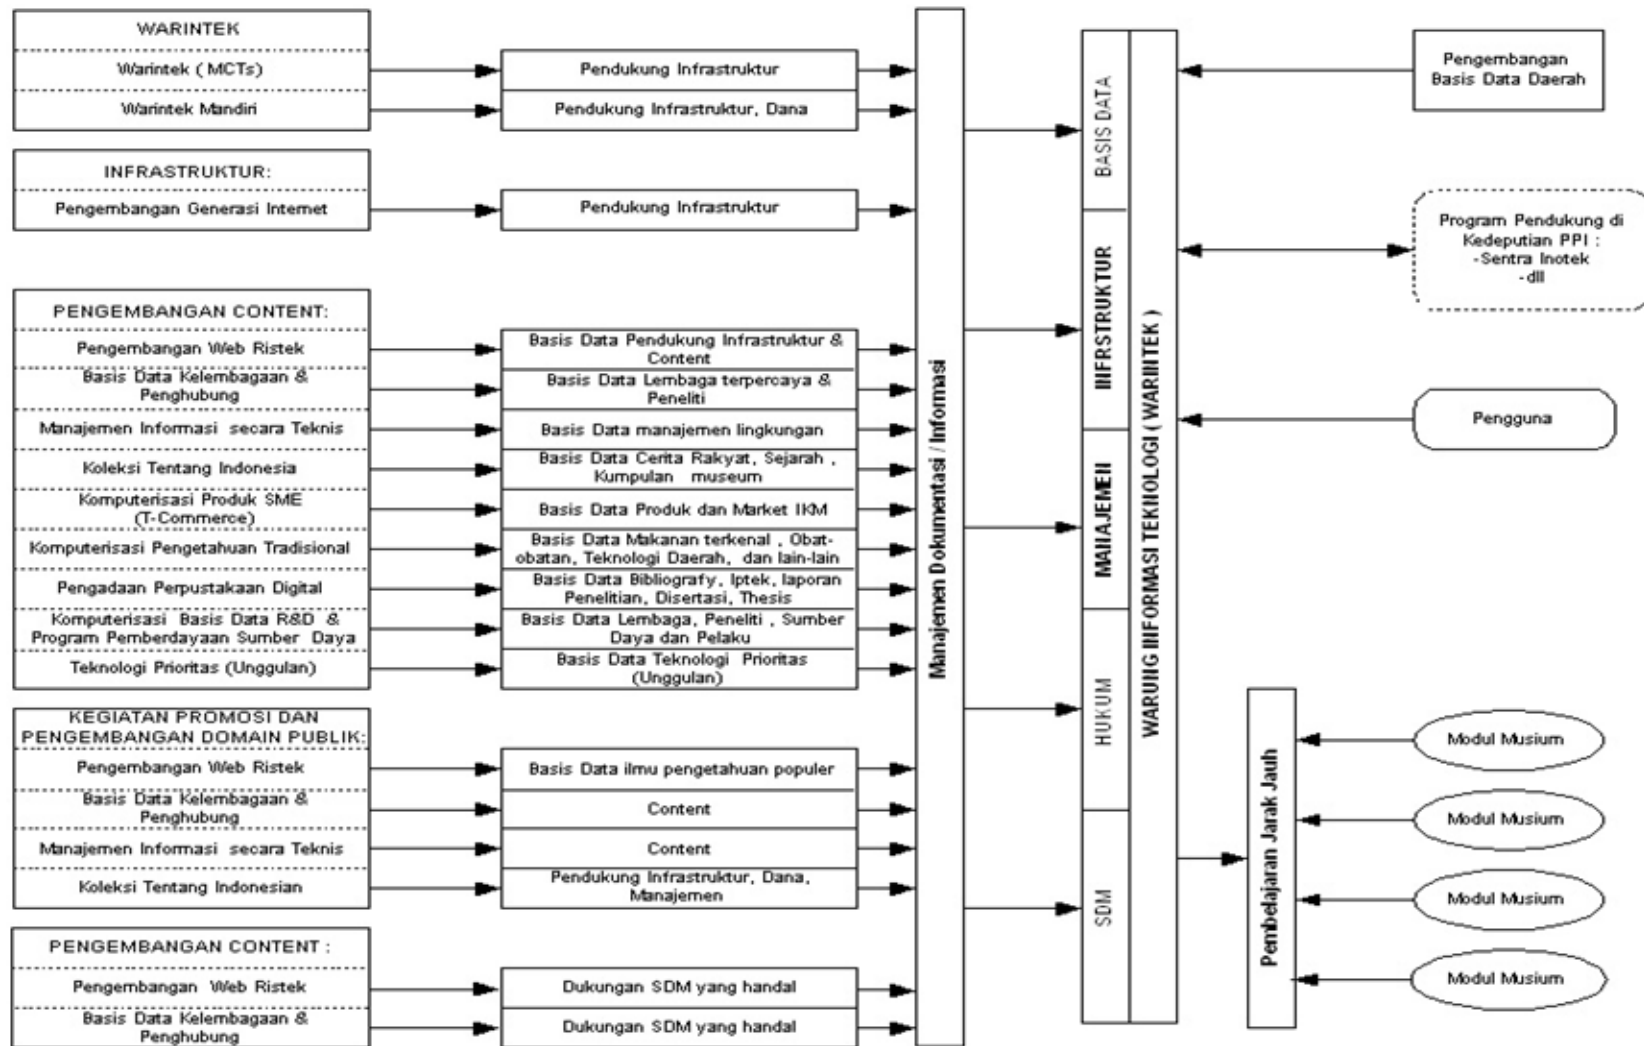 WARINTEK
Warintek ( MCTs)
Pendukung Infrastruktur
Warintek Mandiri
Pendukung Infrastruktur, Dana
INFRASTRUKTUR:
Pengembangan Generasi Internet
Pendukung Infrastruktur
PENGEMBANGAN CONTENT:
Pengembangan Web Ristek
Basis Data Pendukung Infrastruktur &
Content
Basis Data Kelembagaan &
Penghubung
Basis Data Lembaga terpercaya &
Peneliti
Manajemen Informasi secara Teknis
Basis Data manajemen lingkungan
Koleksi Tentang Indonesia
Basis Data Cerita Rakyat, Sejarah ,
Kumpulan museum
Komputerisasi Produk SME
(T-Commerce)
Basis Data Produk dan Market IKM
Komputerisasi Pengetahuan Tradisional
Basis Data Makanan terkenal , Obat-
obatan, Teknologi Daerah, dan lain-lain
Pengadaan Perpustakaan Digital
Basis Data Bibliografy, Iptek, laporan
Penelitian, Disertasi, Thesis
Komputerisasi Basis Data R&D &
Program Pemberdayaan Sumber Daya
Basis Data Lembaga, Peneliti , Sumber
Daya dan Pelaku
Teknologi Prioritas (Unggulan)
Basis Data Teknologi Prioritas
(Unggulan)
KEGIATAN PROMOSI DAN
PENGEMBANGAN DOMAIN PUBLIK:
Pengembangan Web Ristek
Basis Data ilmu pengetahuan populer
Basis Data Kelembagaan &
Penghubung
Content
Manajemen Informasi secara Teknis
Content
Koleksi Tentang Indonesian
Pendukung Infrastruktur, Dana,
Manajemen
PENGEMBANGAN CONTENT :
Pengembangan Web Ristek
Dukungan SDM yang handal
Basis Data Kelembagaan &
Penghubung
Dukungan SDM yang handal
Manajemen Dokumentasi / Informasi
BASIS DATA
INFRSTRUKTUR
MANAJEMEN
HUKUM
SDM
WARUNG INFORMASI TEKNOLOGI ( WARINTEK )
Pengembangan
Basis Data Daerah
Program Pendukung di
Kedeputian PPI :
-Sentra Inotek
-dll
Pengguna
Pembelajaran Jarak Jauh
Modul Musium
Modul Musium
Modul Musium
Modul Musium